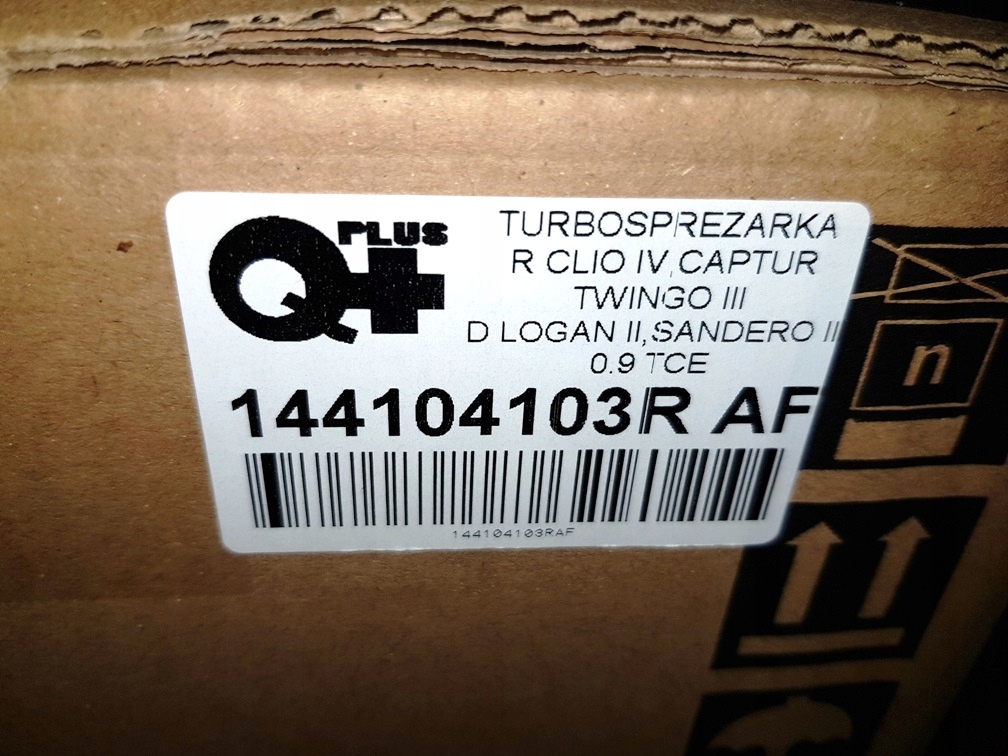 Q+ PLUS
TURBOSPREZARKA
R CLIO IV,CAPTUR
TWINGO III
D LOGAN II,SANDERO II
0.9 TCE
144104103R AF
144104103RAF
n